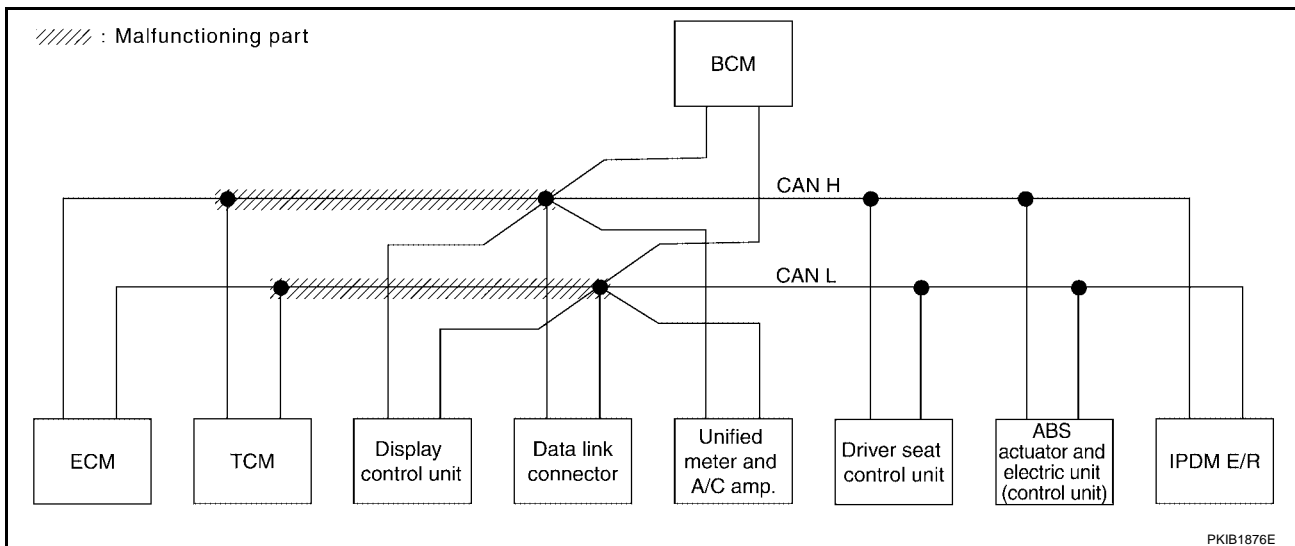 : Malfunctioning part
BCM
CAN H
CAN L
ECM
TCM
Display
control unit
Data link
connector
Unified
meter and
A/C amp.
Driver seat
control unit
ABS
actuator and
electric unit
(control unit)
IPDM E/R
PKIB1876E